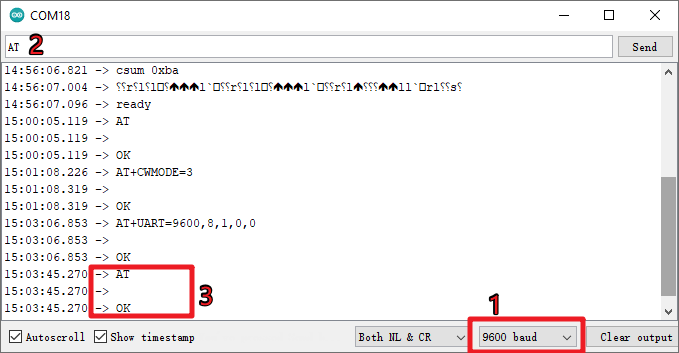 COM18
AT 2 Send
14:56:06.821 -> csum 0xba
14:56:07.004 ->
14:56:07.096 -> ready
15:00:05.119 -> AT
15:00:05.119 ->
15:00:05.119 -> OK
15:01:08.226 -> AT+CWMODE=3
15:01:08.319 ->
15:01:08.319 -> OK
15:03:06.853 -> AT+UART=9600,8,1,0,0
15:03:06.853 ->
15:03:06.853 -> OK
15:03:45.270 -> AT
15:03:45.270 -> 3
15:03:45.270 -> OK
1
Autoscroll Show timestamp Both NL & CR 9600 baud Clear output